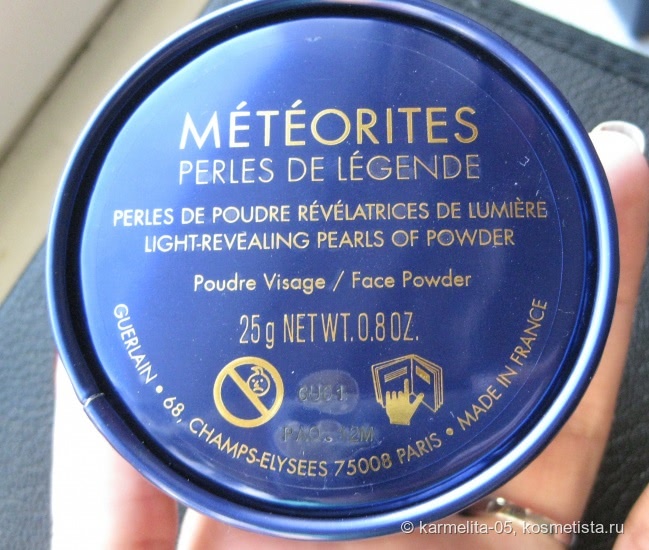 MÉTÉORITES
PERLES DE LÉGENDE
PERLES DE POUDRE RÉVÉLATRICES DE LUMIÈRE
LIGHT-REVEALING PEARLS OF POWDER
Poudre Visage / Face Powder
25 g NET WT. 0.8 OZ.
GUERLAIN • 68, CHAMPS-ELYSEES 75008 PARIS • MADE IN FRANCE
© karmelita-05, kosmetista.ru